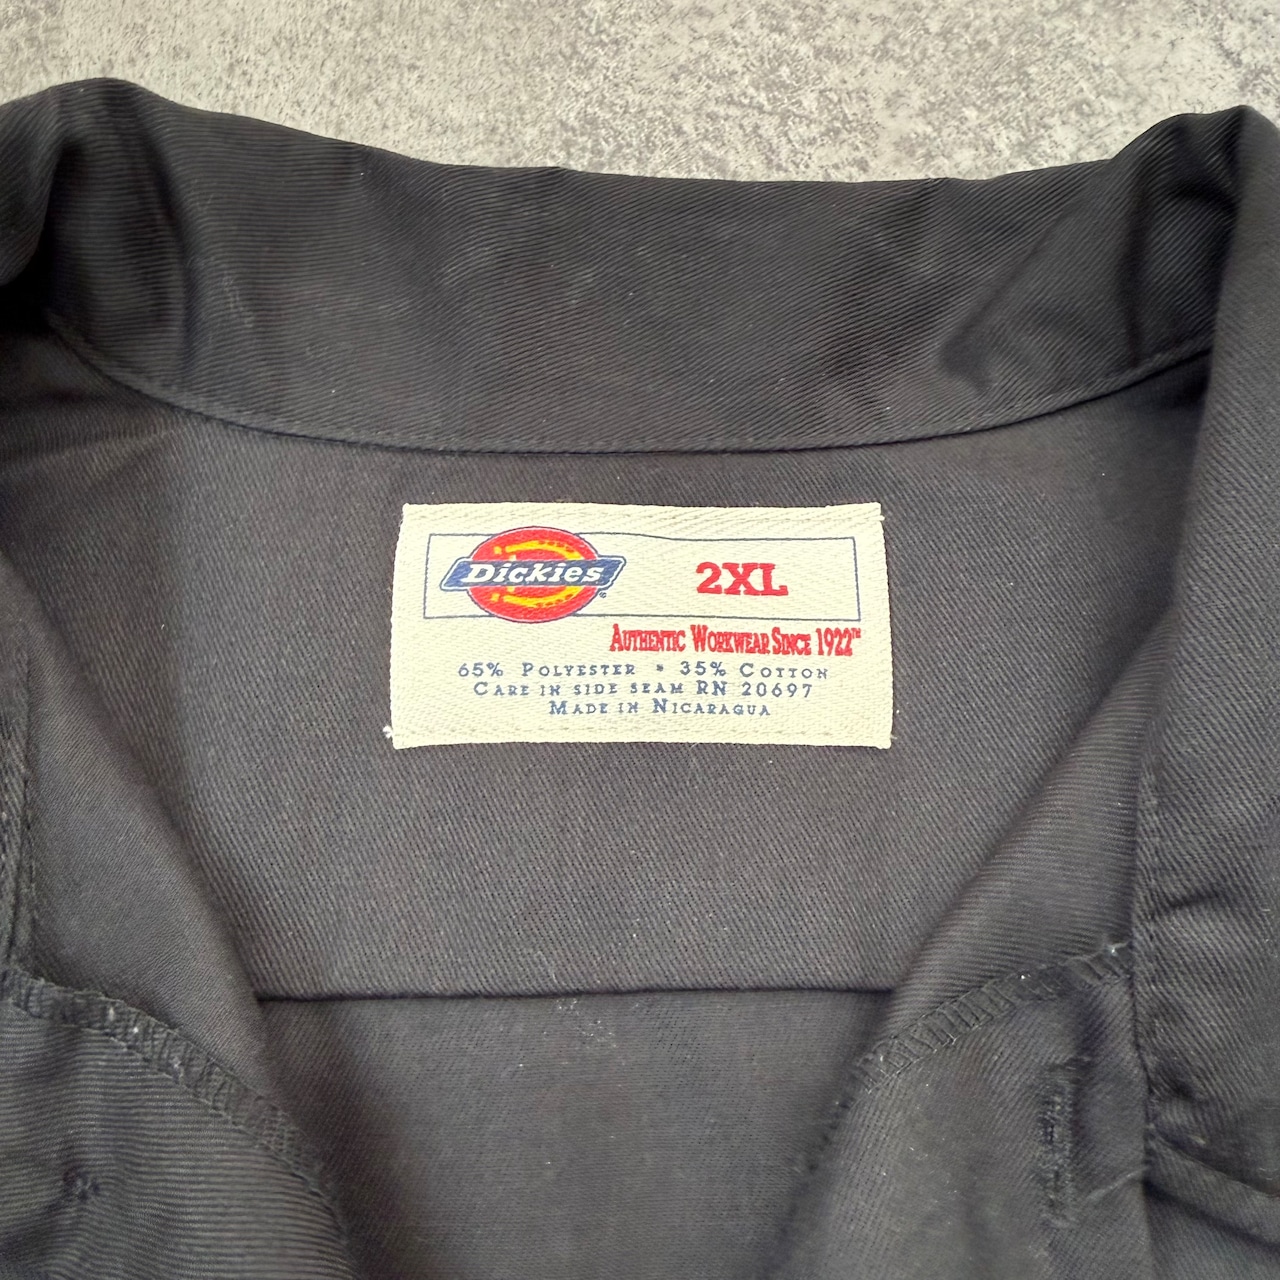 Dickies®
2XL
AUTHENTIC WORKWEAR SINCE 1922™
65% POLYESTER * 35% COTTON
CARE IN SIDE SEAM RN 20697
MADE IN NICARAGUA